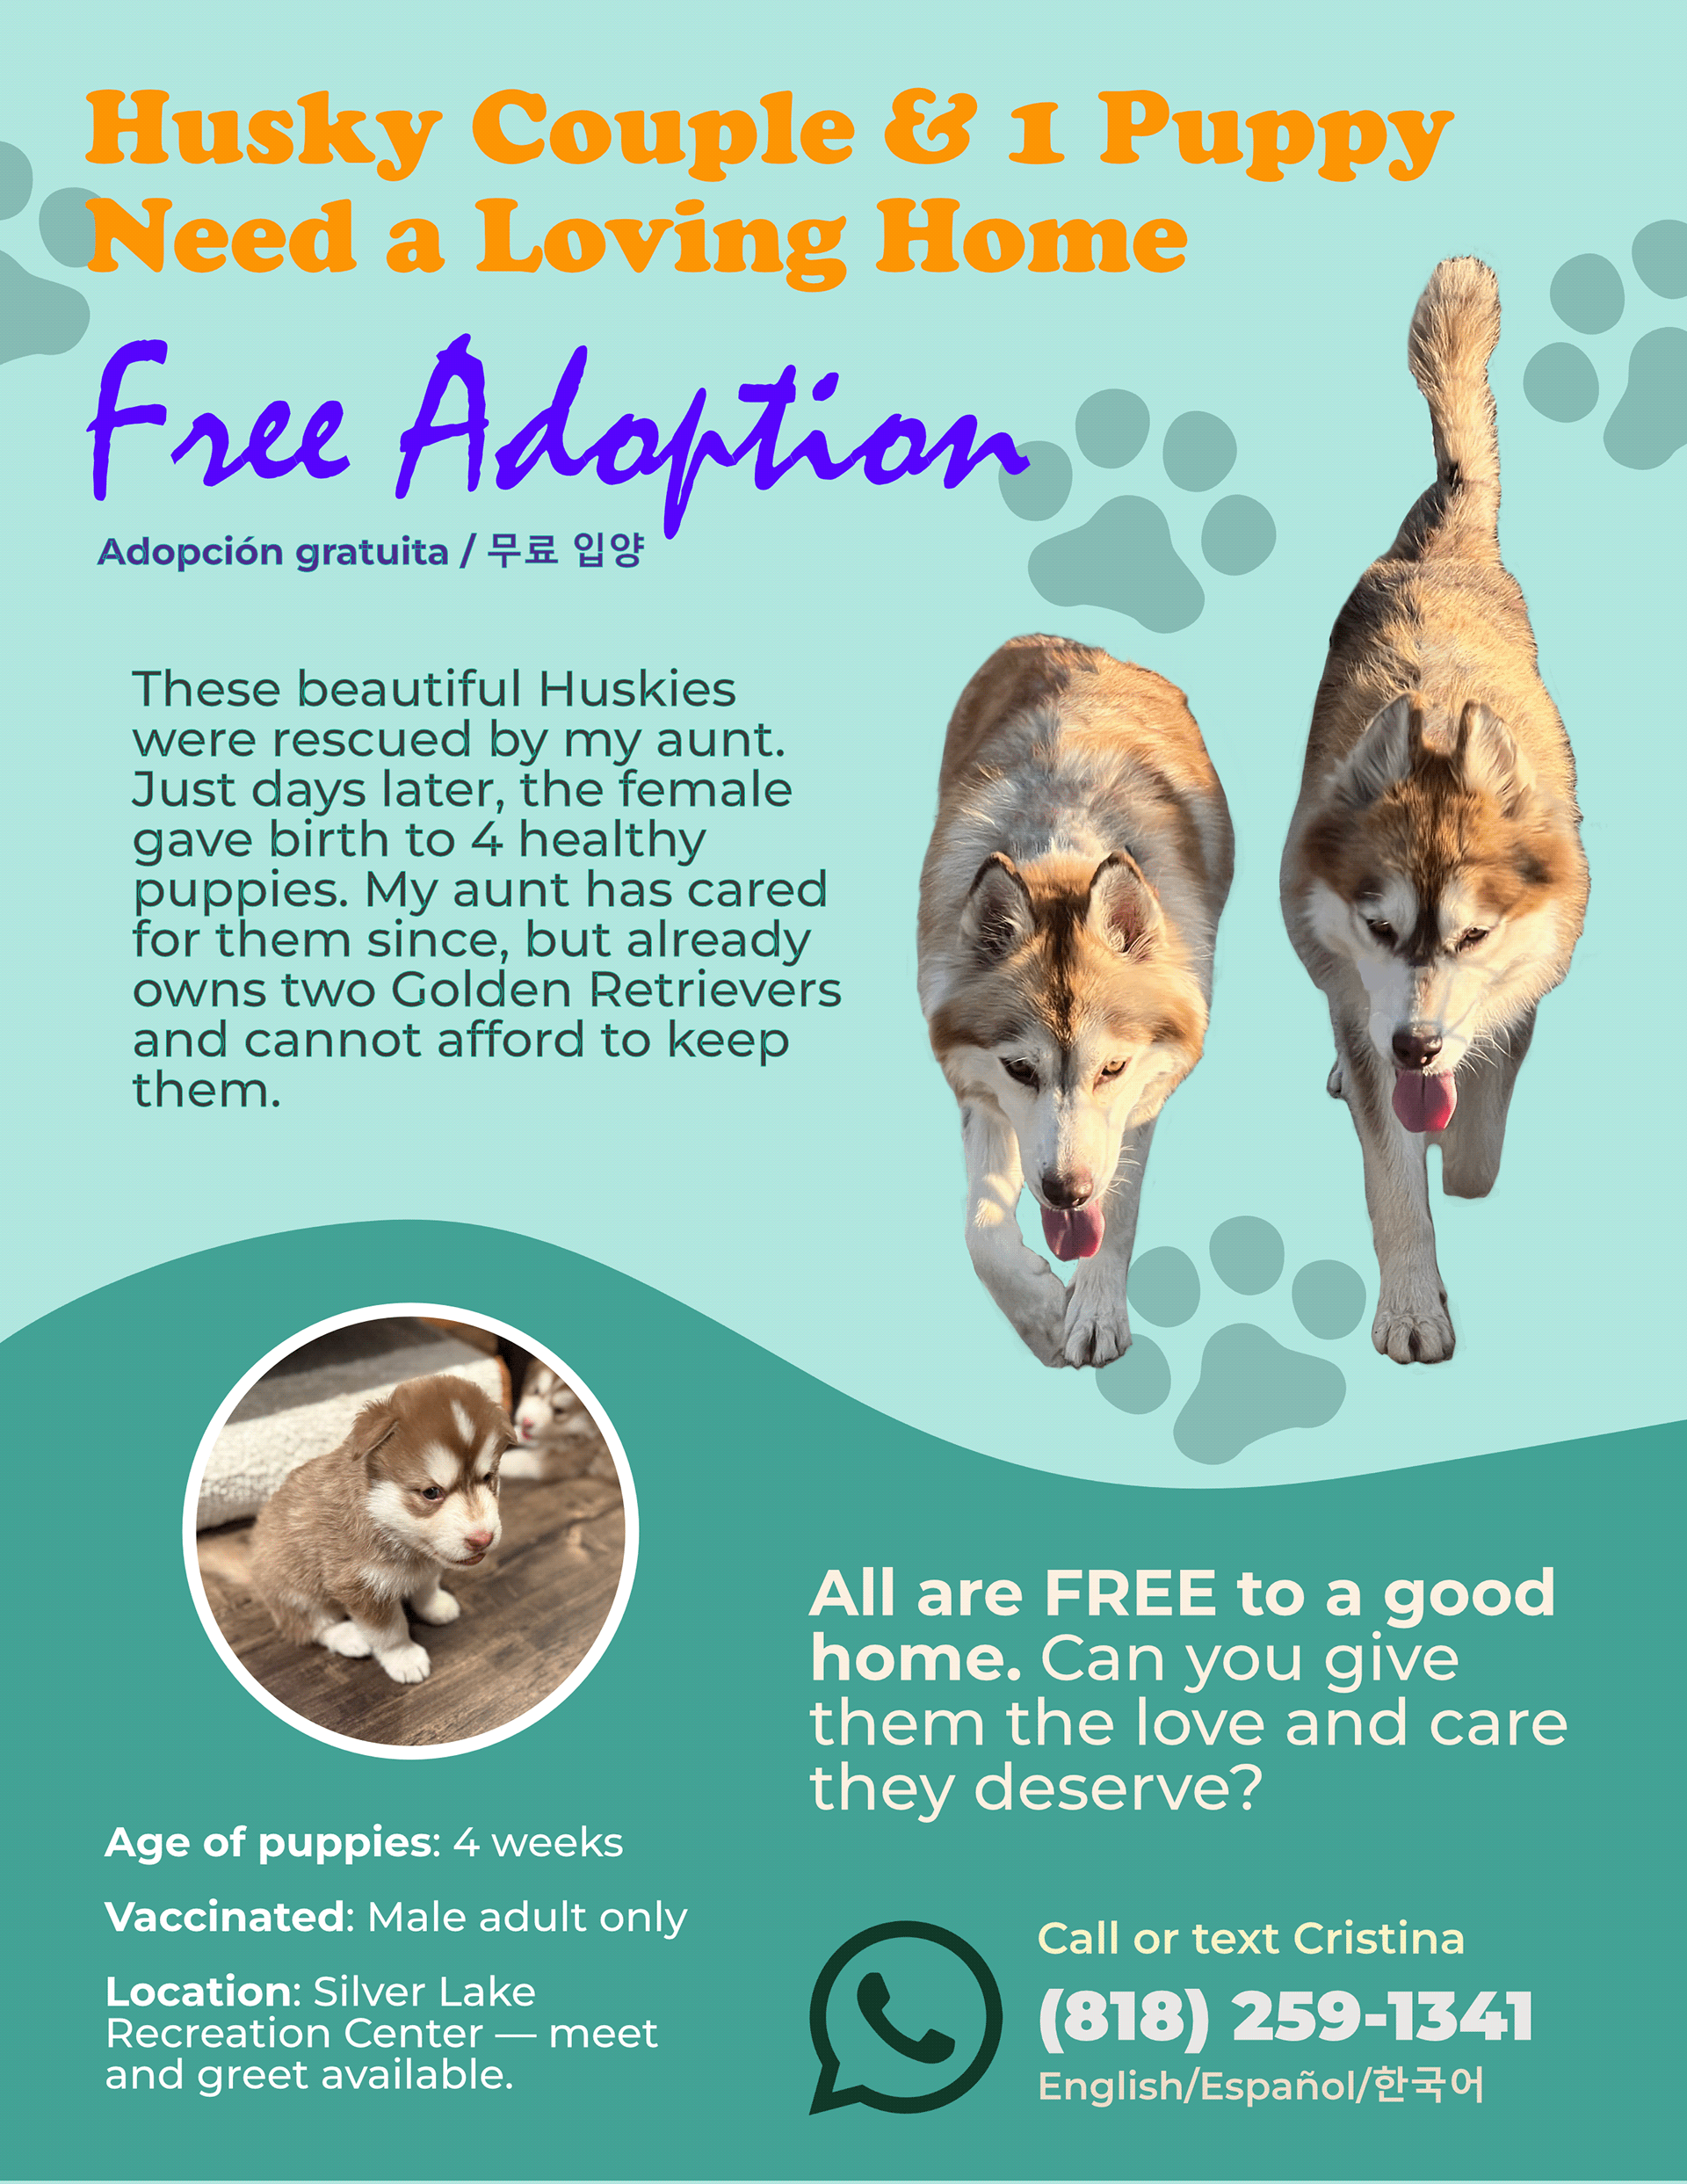 Husky Couple & 1 Puppy
Need a Loving Home
Free Adoption
Adopción gratuita / 무료 입양
These beautiful Huskies
were rescued by my aunt.
Just days later, the female
gave birth to 4 healthy
puppies. My aunt has cared
for them since, but already
owns two Golden Retrievers
and cannot afford to keep
them.
All are FREE to a good
home. Can you give
them the love and care
they deserve?
Age of puppies: 4 weeks
Vaccinated: Male adult only
Location: Silver Lake
Recreation Center — meet
and greet available.
Call or text Cristina
(818) 259-1341
English/Español/한국어